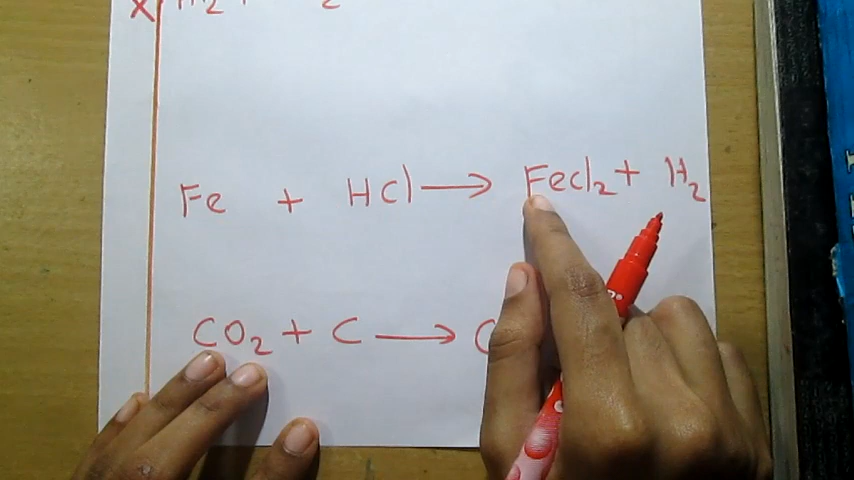 Fe + HCl → Fecl₂ + H₂
CO₂ + C → C